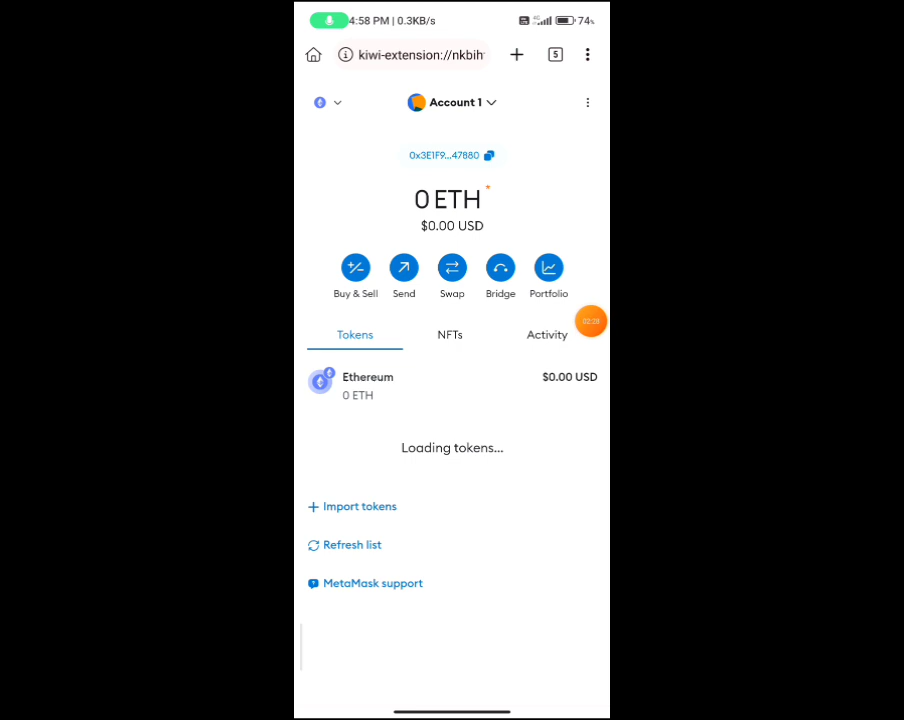 4:58 PM | 0.3KB/s 4G 74%
kiwi-extension://nkbih 5
Account 1
0x3E1F9...47880
0 ETH
$0.00 USD
Buy & Sell Send Swap Bridge Portfolio
02:28
Tokens NFTs Activity
Ethereum $0.00 USD
0 ETH
Loading tokens...
Import tokens
Refresh list
MetaMask support